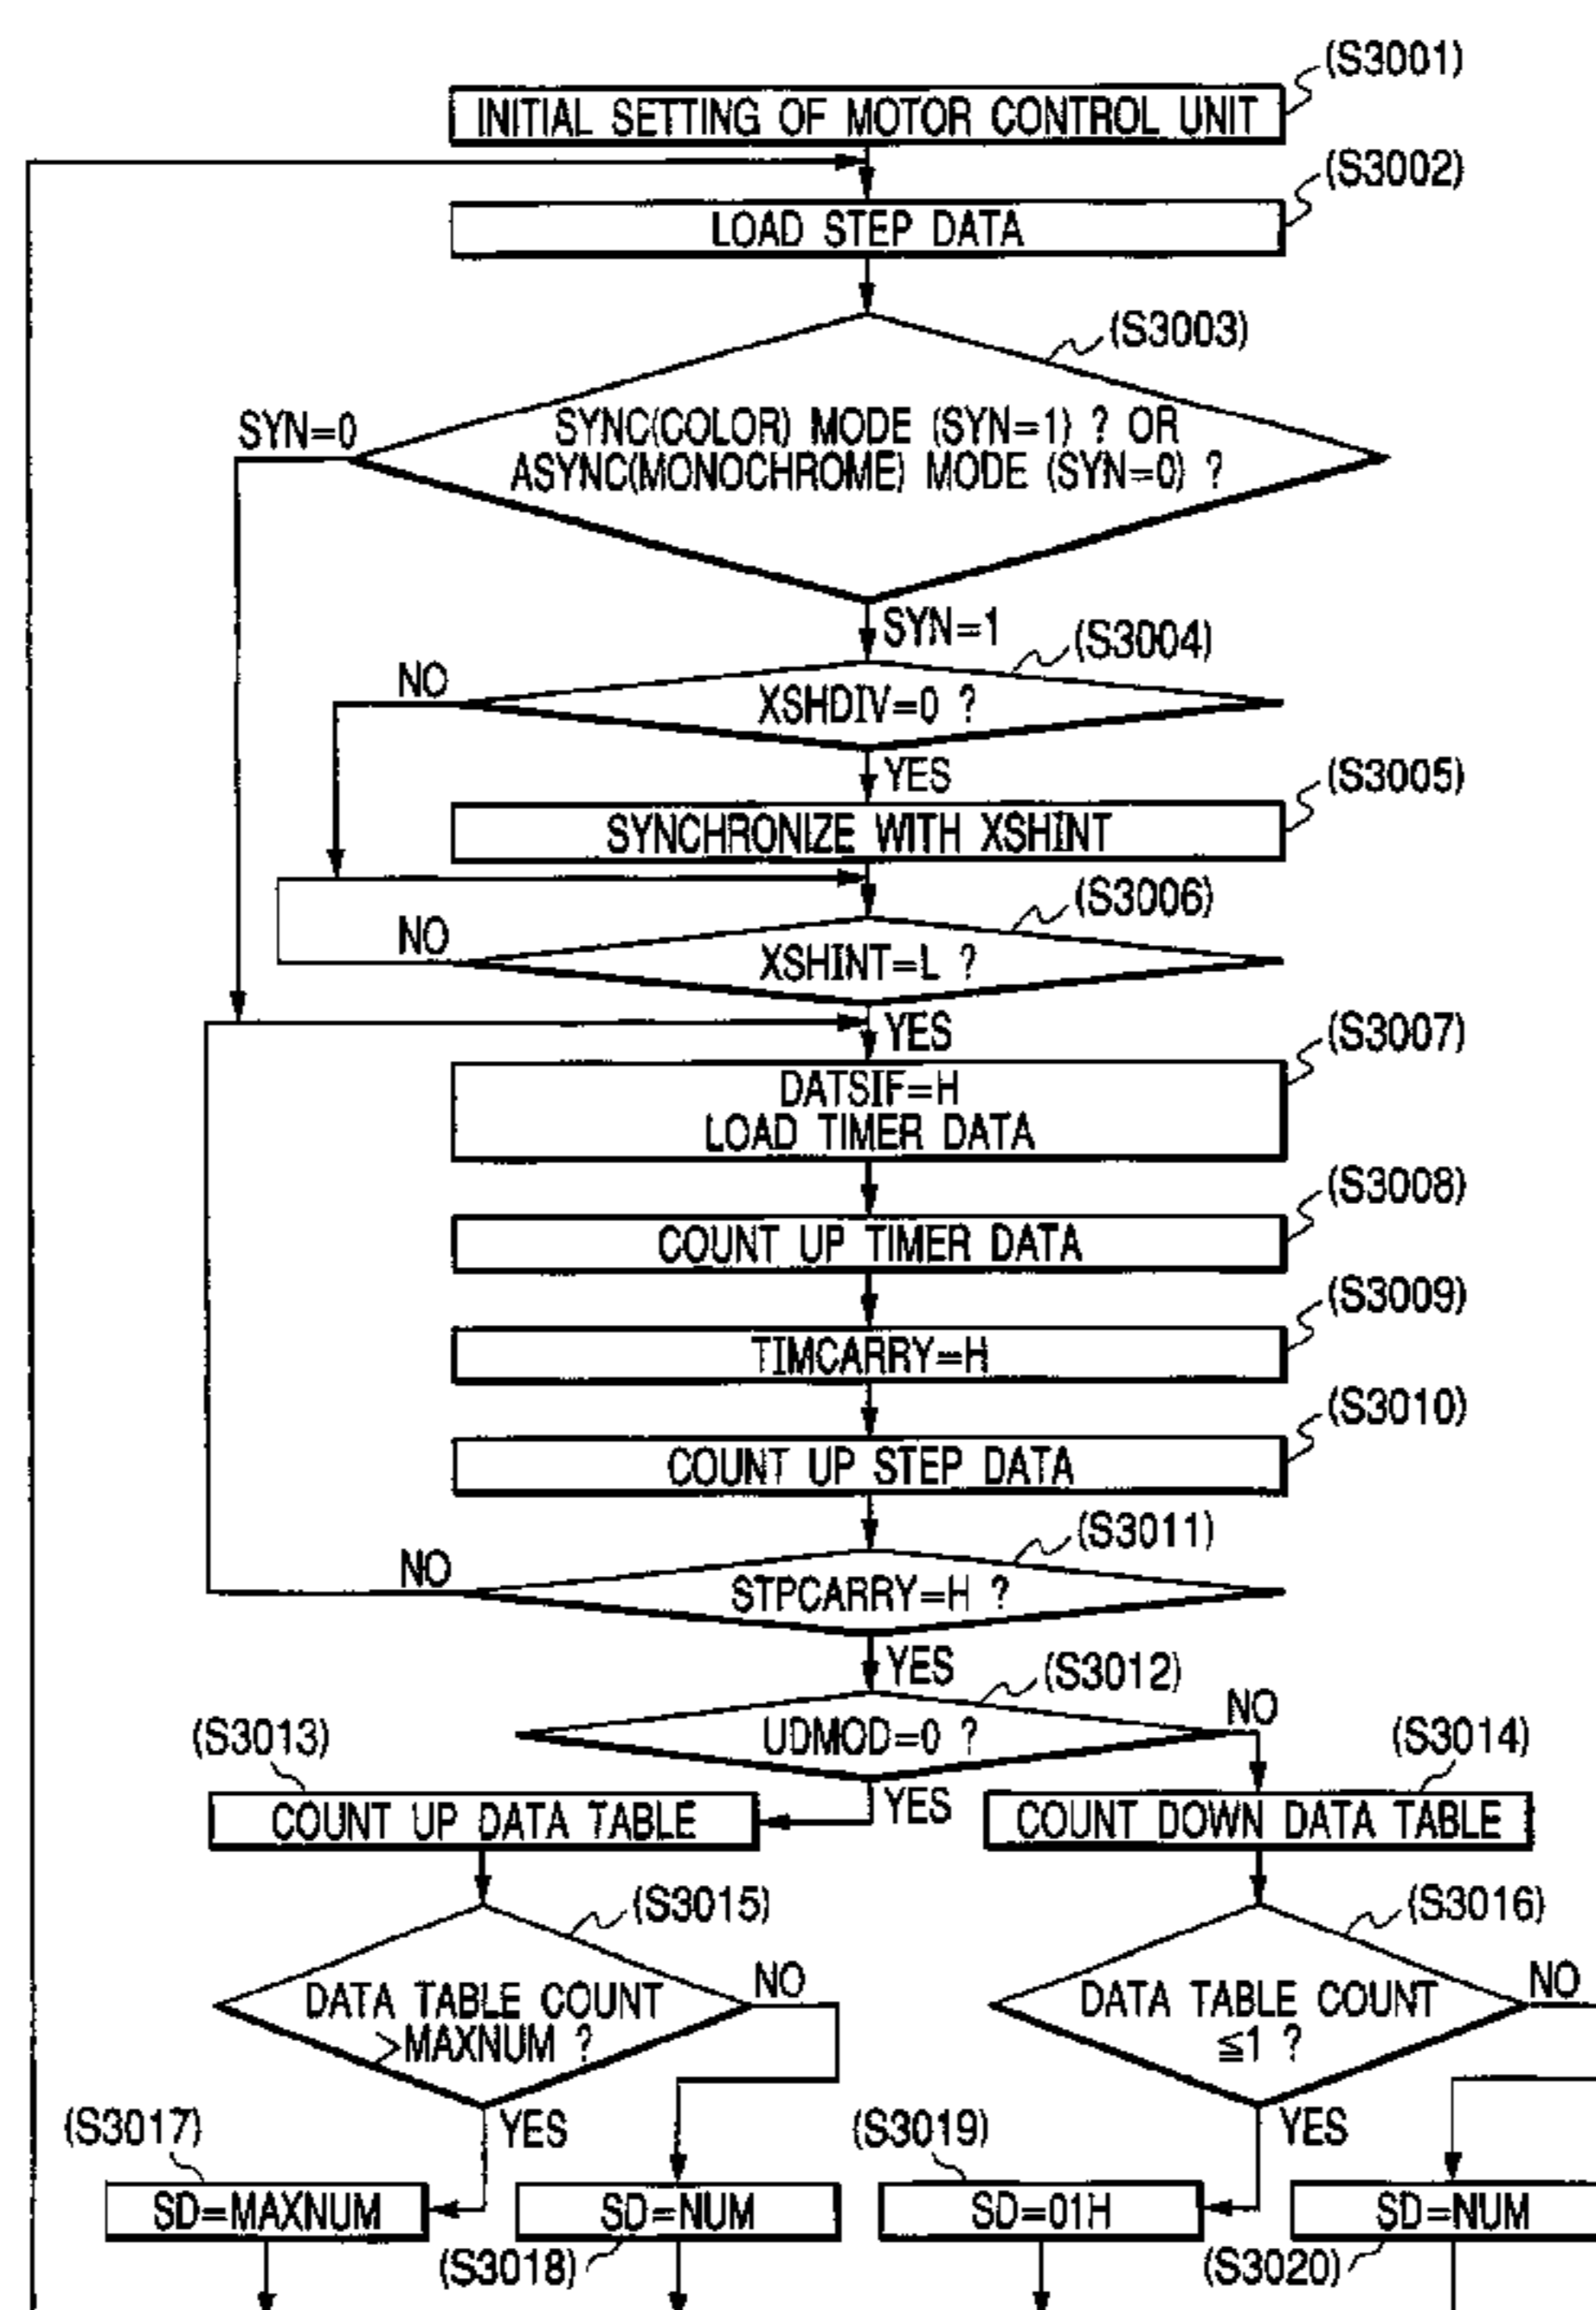 (S3001)
INITIAL SETTING OF MOTOR CONTROL UNIT
(S3002)
LOAD STEP DATA
(S3003)
SYN=0
SYNC(COLOR) MODE (SYN=1) ? OR
ASYNC(MONOCHROME) MODE (SYN=0) ?
SYN=1
(S3004)
NO
XSHDIV=0 ?
YES
(S3005)
SYNCHRONIZE WITH XSHINT
(S3006)
NO
XSHINT=L ?
YES
(S3007)
DATSIF=H
LOAD TIMER DATA
(S3008)
COUNT UP TIMER DATA
(S3009)
TIMCARRY=H
(S3010)
COUNT UP STEP DATA
(S3011)
NO
STPCARRY=H ?
YES
(S3012)
NO
UDMOD=0 ?
(S3013)
(S3014)
YES
COUNT UP DATA TABLE
COUNT DOWN DATA TABLE
(S3015)
(S3016)
NO
NO
DATA TABLE COUNT
>MAXNUM ?
DATA TABLE COUNT
≦1 ?
YES
YES
(S3017)
(S3019)
SD=MAXNUM
SD=NUM
SD=01H
SD=NUM
(S3018)
(S3020)